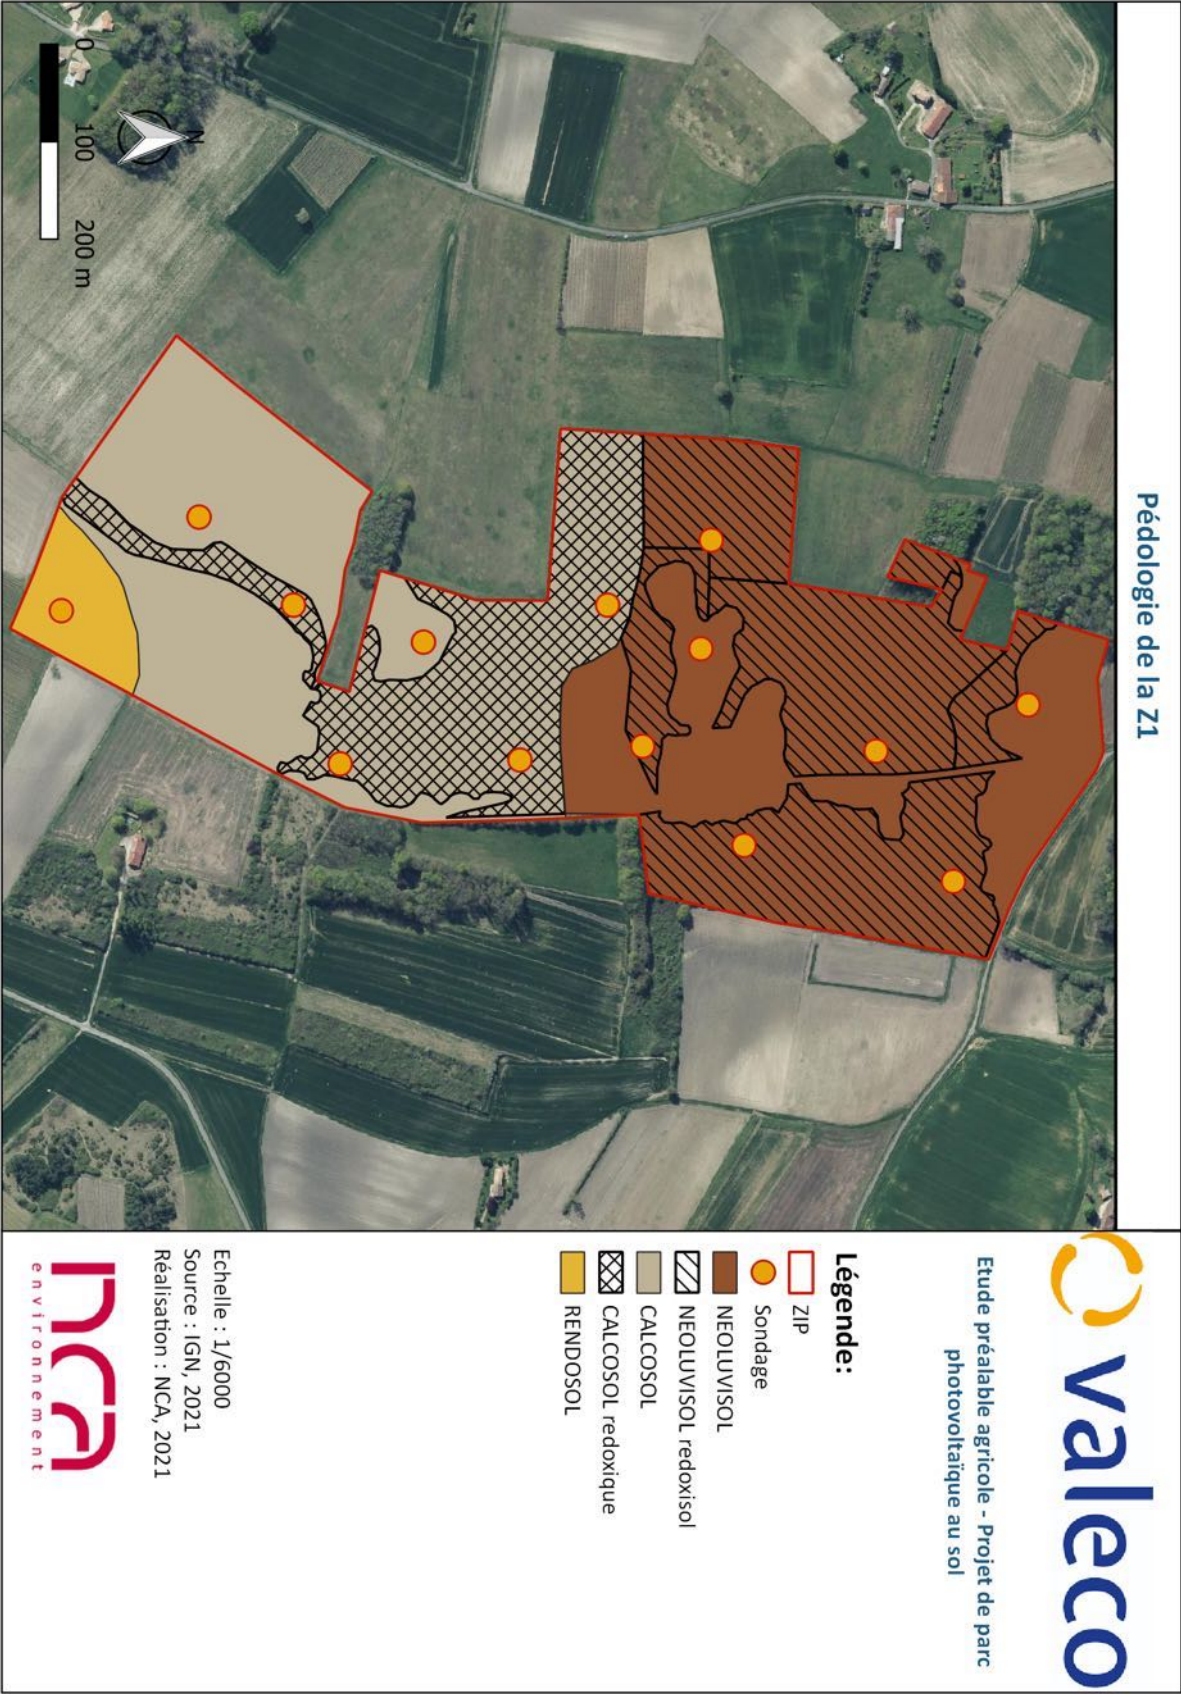 Pédologie de la Z1
N
0 100 200 m
valeco
Etude préalable agricole - Projet de parc
photovoltaïque au sol
Légende:
ZIP
Sondage
NEOLUVISOL
NEOLUVISOL redoxisol
CALCOSOL
CALCOSOL redoxique
RENDOSOL
Echelle : 1/6000
Source : IGN, 2021
Réalisation : NCA, 2021
nca
environnement